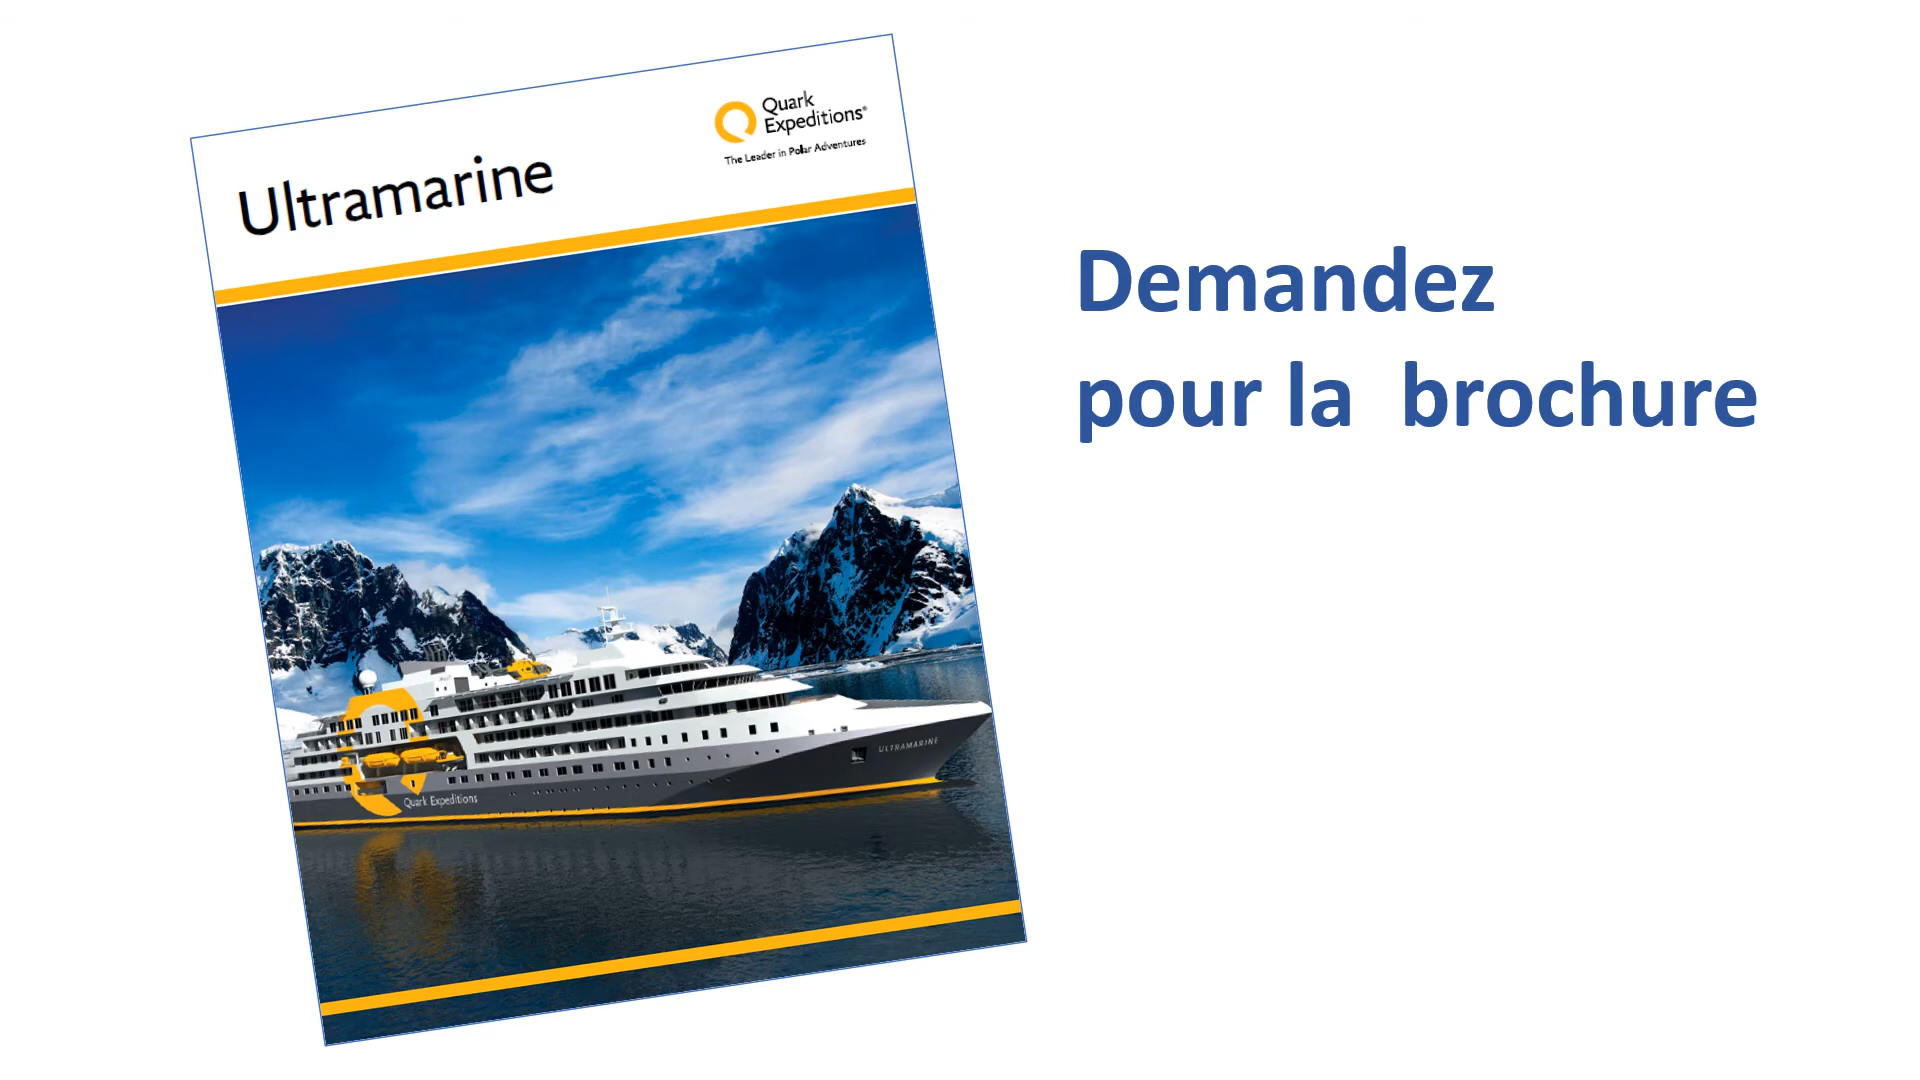 Quark
Expeditions®
The Leader in Polar Adventures
Ultramarine
Demandez
pour la  brochure
ULTRAMARINE
Quark Expeditions